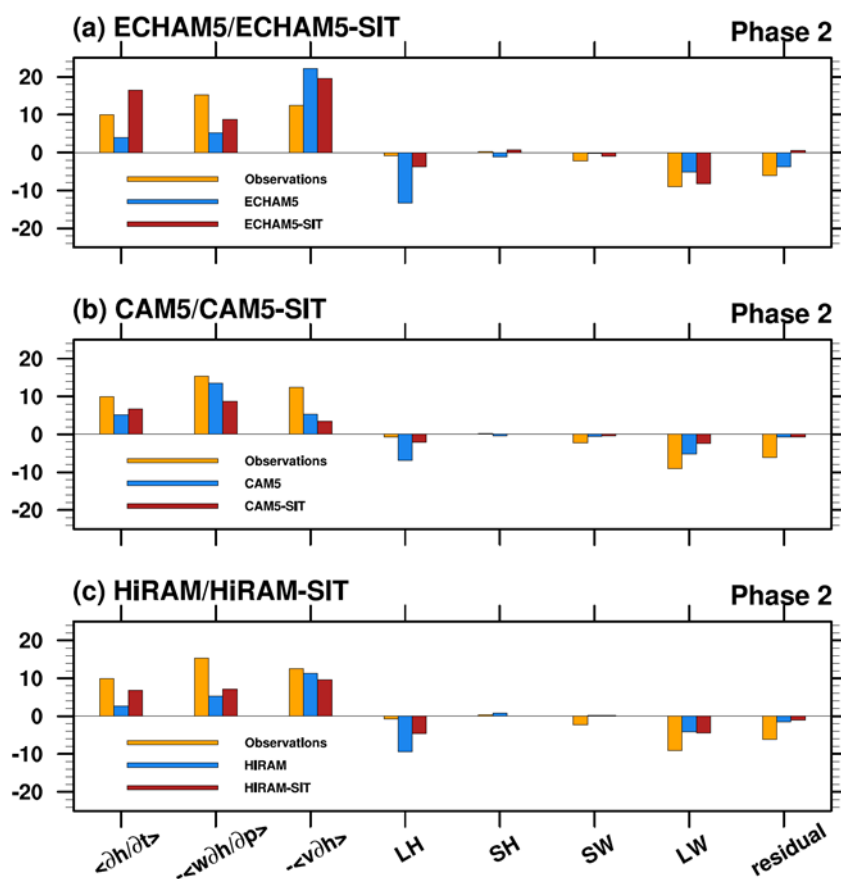 (a) ECHAM5/ECHAM5-SIT Phase 2
20
10
0
-10
-20
Observations
ECHAM5
ECHAM5-SIT
(b) CAM5/CAM5-SIT Phase 2
20
10
0
-10
-20
Observations
CAM5
CAM5-SIT
(c) HiRAM/HiRAM-SIT Phase 2
20
10
0
-10
-20
Observations
HIRAM
HIRAM-SIT
<∂h/∂t> -<w∂h/∂p> -<v∂h> LH SH SW LW residual